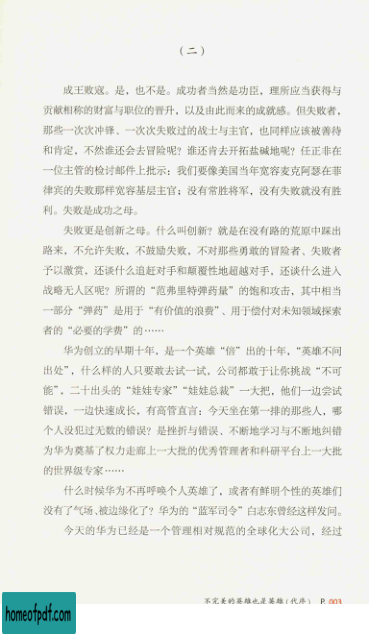 （二）
成王败寇。是，也不是。成功者当然是功臣，理所应当获得与
贡献相称的财富与职位的晋升，以及由此而来的成就感。但失败者，
那些一次次冲锋、一次次失败过的战士与主官，也同样应该被善待
和肯定，不然谁还会去冒险呢？谁还肯去开拓盐碱地呢？任正非在
一位主管的检讨邮件上批示：我们要像美国当年宽容麦克阿瑟在菲
律宾的失败那样宽容基层主官；没有常胜将军，没有失败就没有胜
利。失败是成功之母。
失败更是创新之母。什么叫创新？就是在没有路的荒原中踩出
路来，不允许失败，不鼓励失败，不对那些勇敢的冒险者、失败者
予以激赏，还谈什么追赶对手和颠覆性地超越对手，还谈什么进入
战略无人区呢？所谓的“范弗里特弹药量”的饱和攻击，其中相当
一部分“弹药”是用于“有价值的浪费”、用于偿付对未知领域探索
者的“必要的学费”的……
华为创立的早期十年，是一个英雄“倍”出的十年，“英雄不问
出处”，什么样的人只要敢去试一试，公司都敢于让你挑战“不可
能”，二十出头的“娃娃专家”“娃娃总裁”一大把，他们一边尝试
错误，一边快速成长，有高管直言：今天坐在第一排的那些人，哪
个人没犯过无数的错误？是挫折与错误、不断地学习与不断地纠错
为华为奠基了权力走廊上一大批的优秀管理者和科研平台上一大批
的世界级专家……
什么时候华为不再呼唤个人英雄了，或者有鲜明个性的英雄们
没有了气场、被边缘化了？华为的“蓝军司令”白志东曾经这样发问。
今天的华为已经是一个管理相对规范的全球化大公司，经过
不完美的英雄也是英雄（代序） P. 003
homeofpdf.com